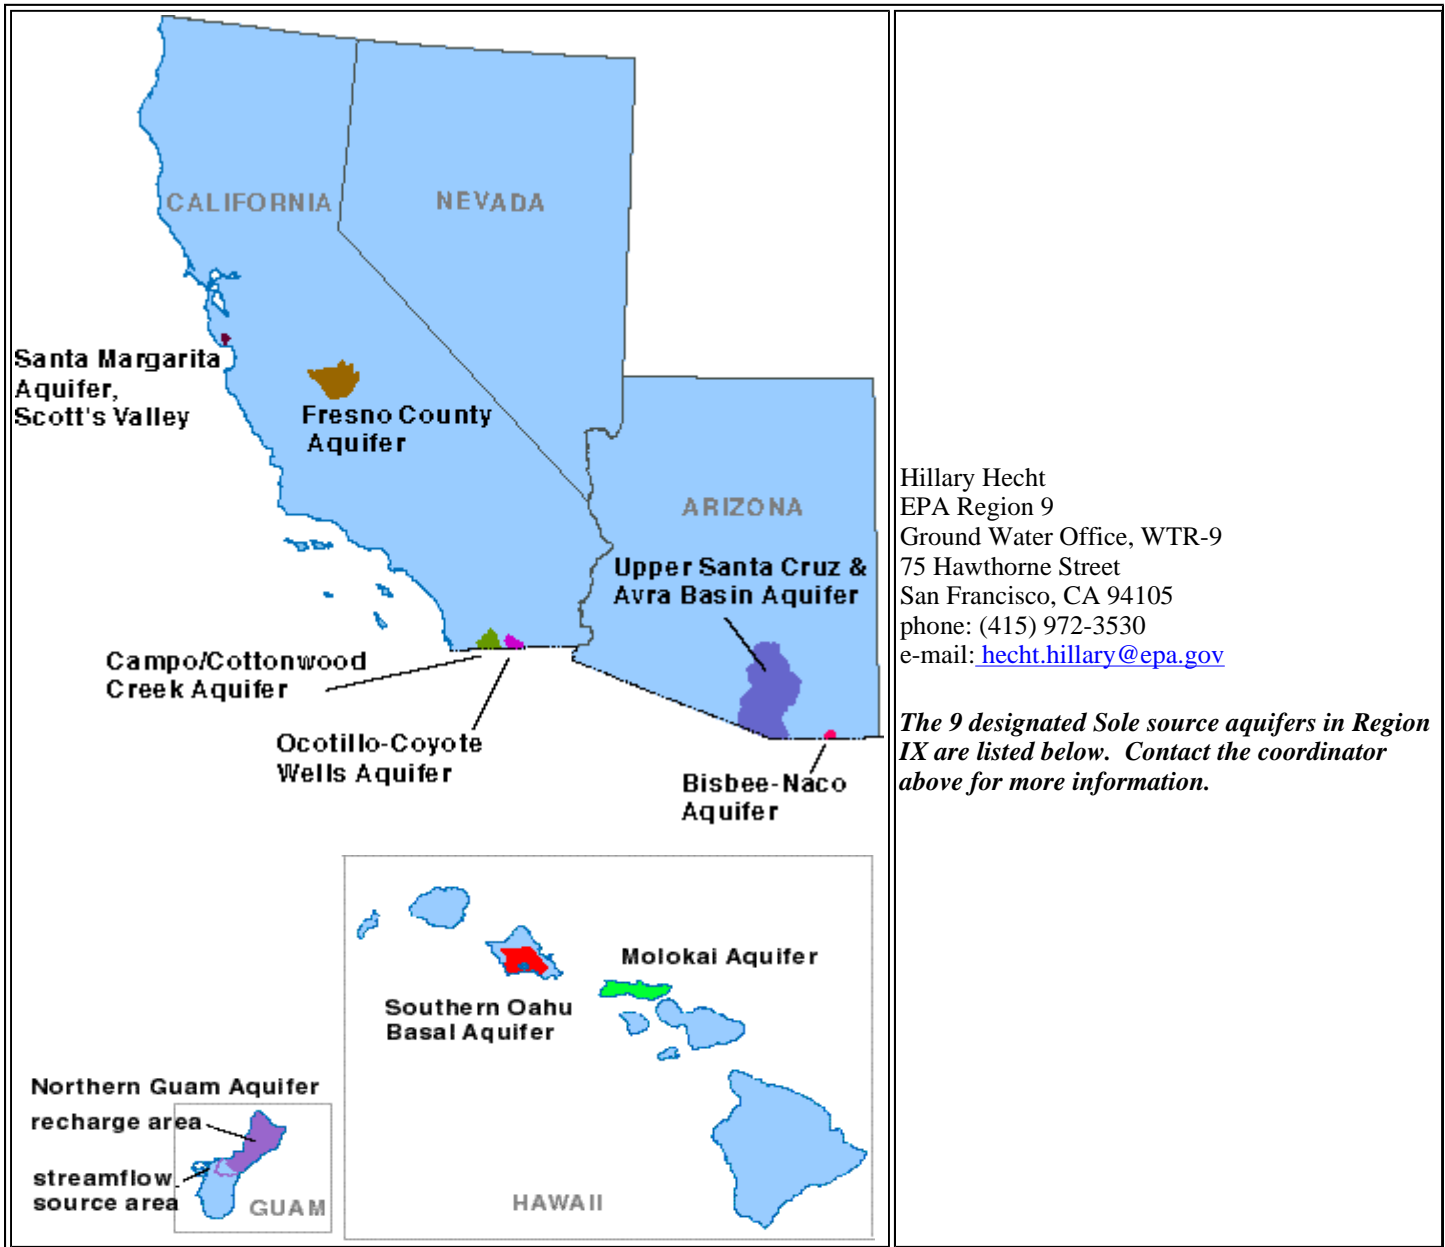 CALIFORNIA
NEVADA
Santa Margarita
Aquifer,
Scott's Valley
Fresno County
Aquifer
ARIZONA
Upper Santa Cruz &
Avra Basin Aquifer
Campo/Cottonwood
Creek Aquifer
Ocotillo-Coyote
Wells Aquifer
Bisbee-Naco
Aquifer
Molokai Aquifer
Southern Oahu
Basal Aquifer
HAWAII
Northern Guam Aquifer
recharge area
streamflow
source area
GUAM
Hillary Hecht
EPA Region 9
Ground Water Office, WTR-9
75 Hawthorne Street
San Francisco, CA 94105
phone: (415) 972-3530
e-mail: hecht.hillary@epa.gov
The 9 designated Sole source aquifers in Region
IX are listed below. Contact the coordinator
above for more information.